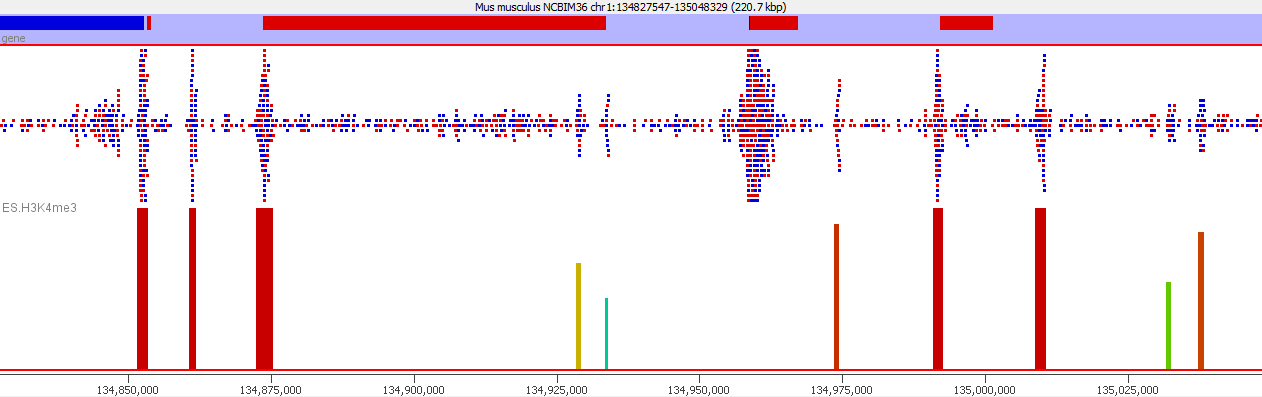 Mus musculus NCBIM36 chr1:134827547-135048329 (220.7 kbp)
gene
ES.H3K4me3
134,850,000 134,875,000 134,900,000 134,925,000 134,950,000 134,975,000 135,000,000 135,025,000